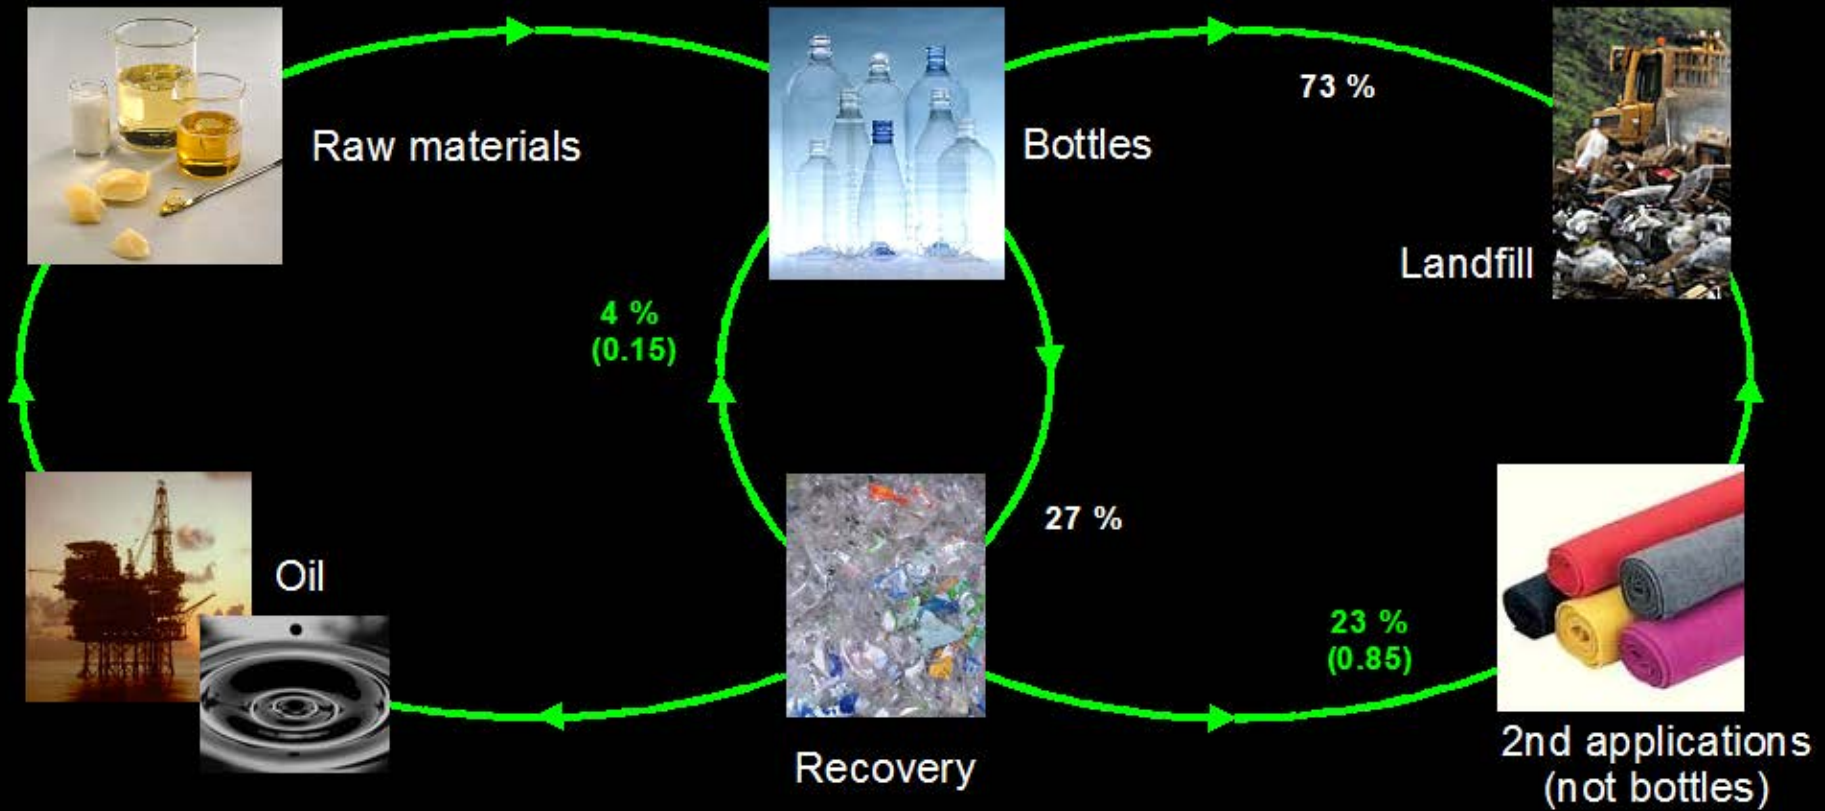 73 %
Raw materials
Bottles
Landfill
4 %
(0.15)
27 %
Oil
23 %
(0.85)
2nd applications
(not bottles)
Recovery